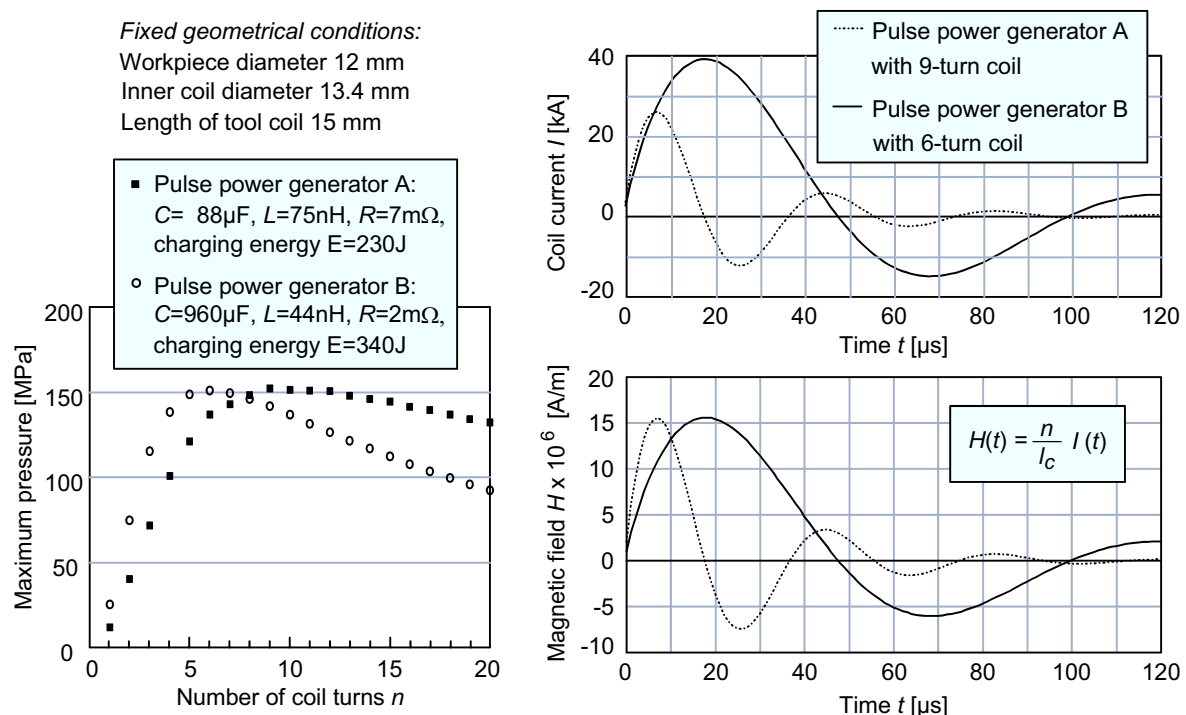 Fixed geometrical conditions:
Workpiece diameter 12 mm
Inner coil diameter 13.4 mm
Length of tool coil 15 mm
Pulse power generator A:
C= 88µF, L=75nH, R=7mΩ,
charging energy E=230J
Pulse power generator B:
C=960µF, L=44nH, R=2mΩ,
charging energy E=340J
Maximum pressure [MPa]
200
150
100
50
0
0 5 10 15 20
Number of coil turns n
Pulse power generator A
with 9-turn coil
Pulse power generator B
with 6-turn coil
Coil current I [kA]
40
20
0
-20
0 20 40 60 80 100 120
Time t [µs]
Magnetic field H x 10^6 [A/m]
20
15
10
5
0
-5
-10
H(t) = n/l_c I (t)
0 20 40 60 80 100 120
Time t [µs]